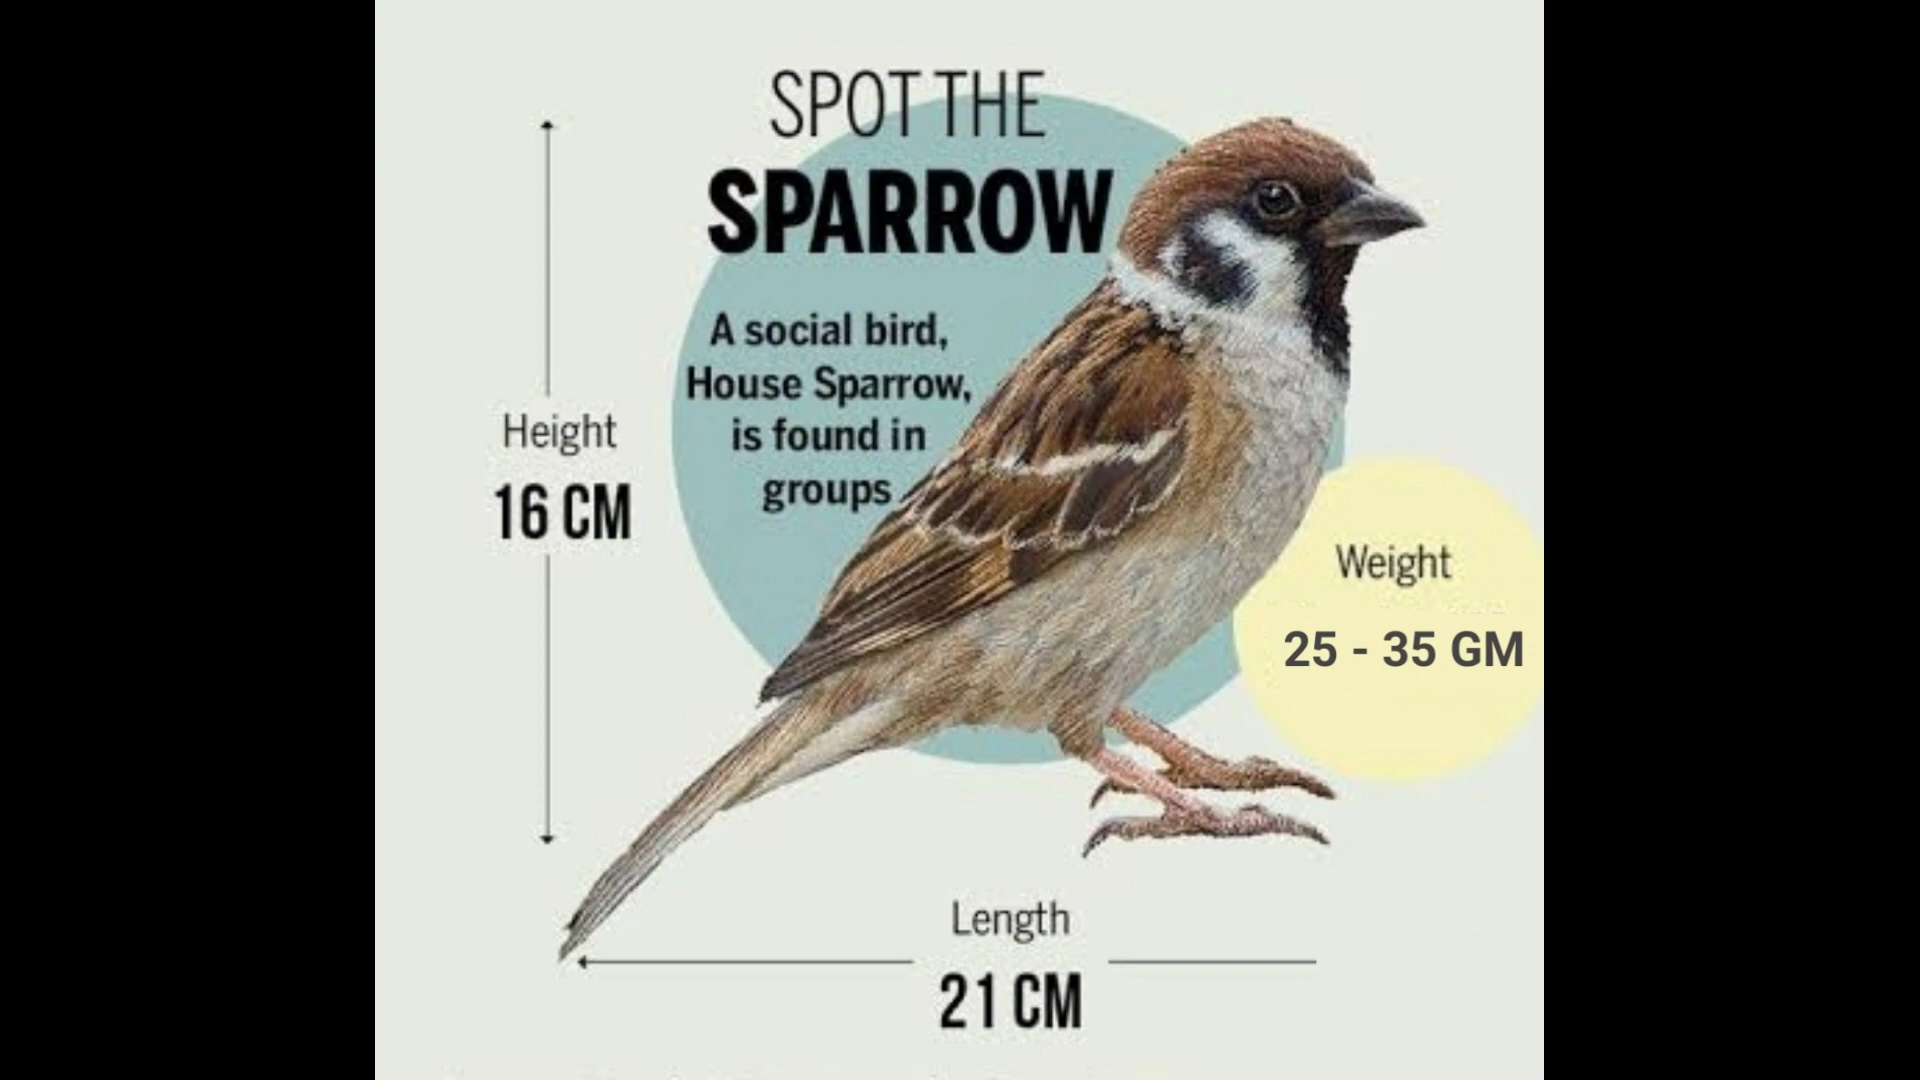 SPOT THE
SPARROW
A social bird,
House Sparrow,
is found in
groups
Height
16 CM
Weight
25 - 35 GM
Length
21 CM